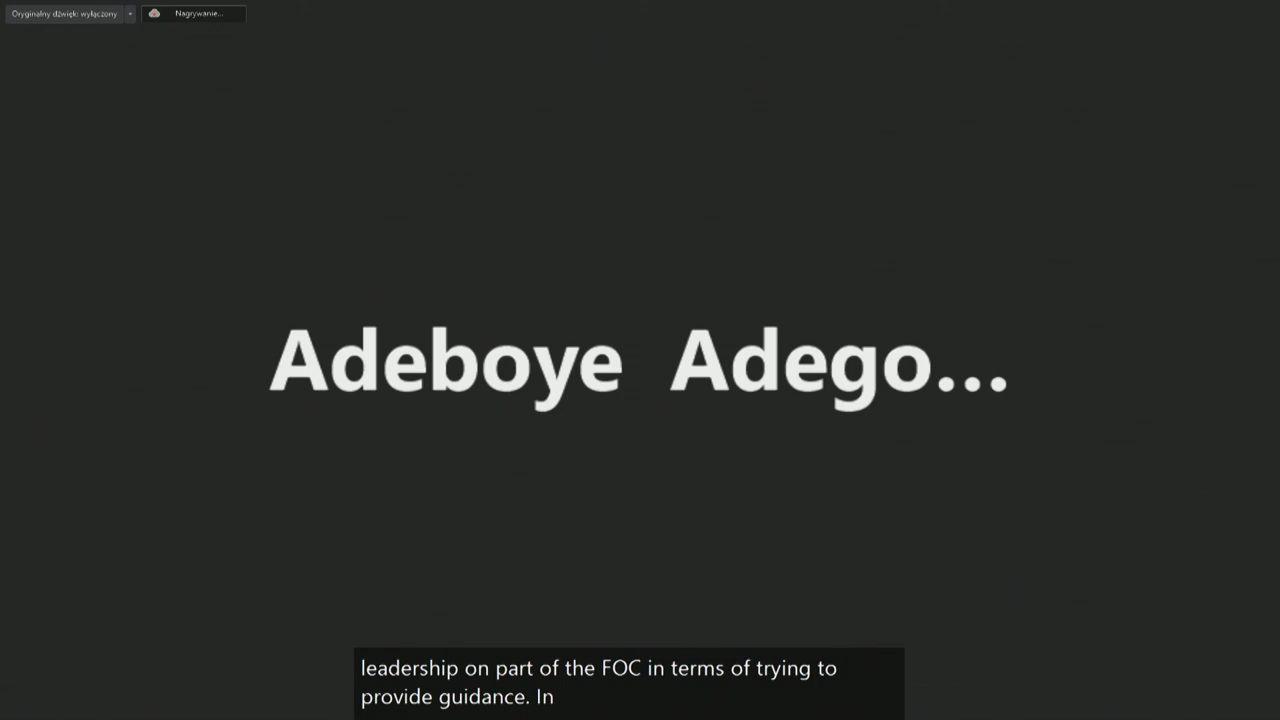 Oryginalny dźwięk: wyłączony
Nagrywanie...
Adeboye Adego...
leadership on part of the FOC in terms of trying to
provide guidance. In